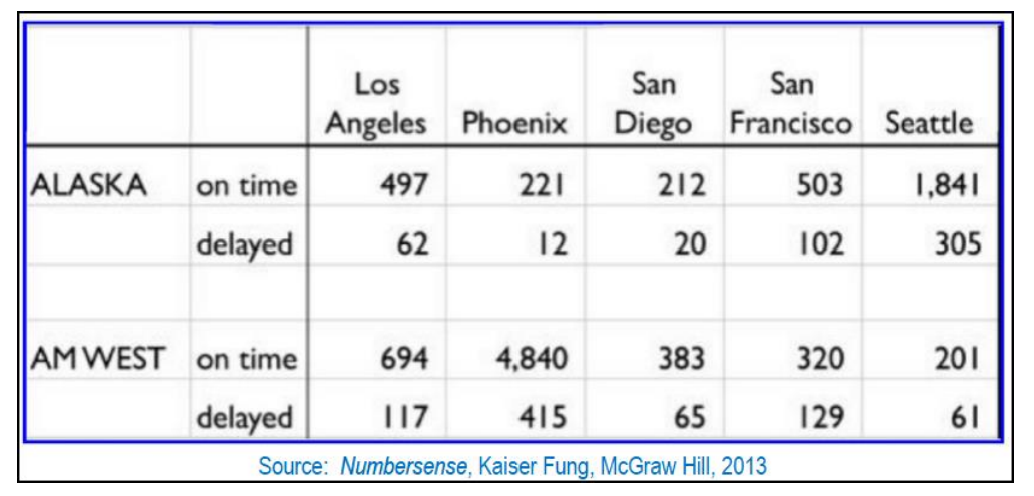 Los Angeles Phoenix San Diego San Francisco Seattle
ALASKA on time 497 221 212 503 1,841
delayed 62 12 20 102 305
AM WEST on time 694 4,840 383 320 201
delayed 117 415 65 129 61
Source: Numbersense, Kaiser Fung, McGraw Hill, 2013